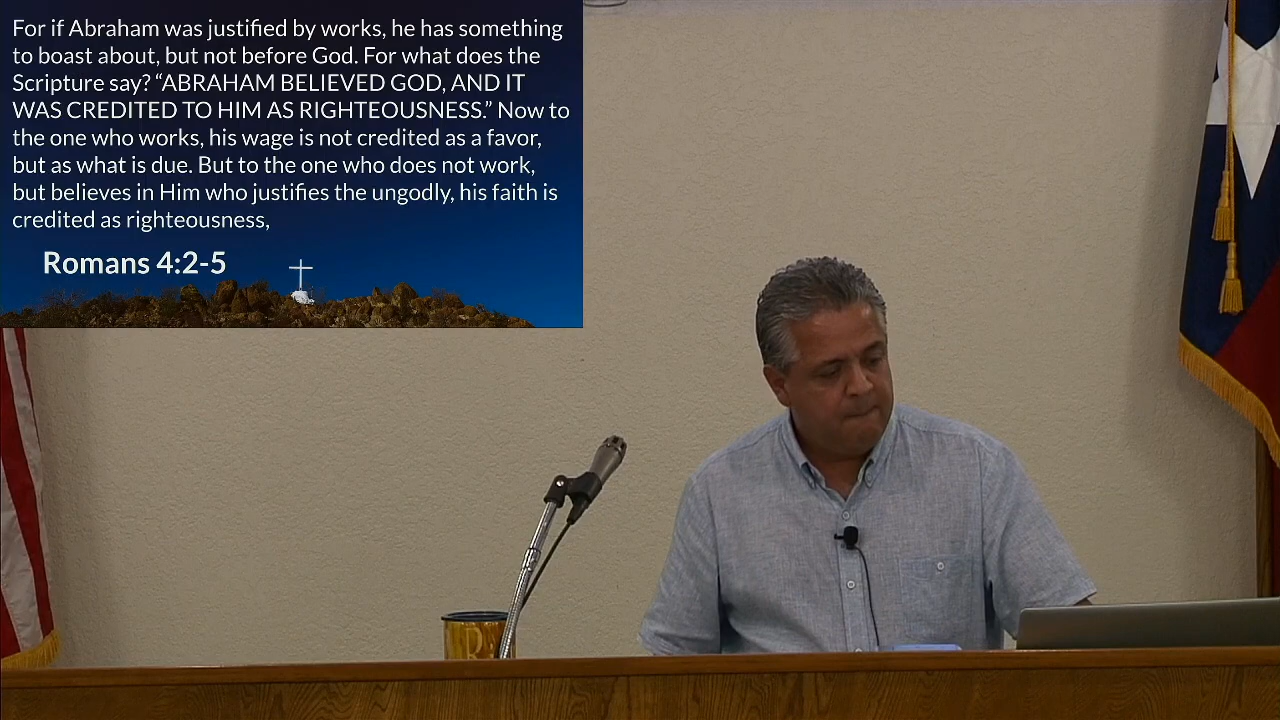 For if Abraham was justified by works, he has something
to boast about, but not before God. For what does the
Scripture say? “ABRAHAM BELIEVED GOD, AND IT
WAS CREDITED TO HIM AS RIGHTEOUSNESS.” Now to
the one who works, his wage is not credited as a favor,
but as what is due. But to the one who does not work,
but believes in Him who justifies the ungodly, his faith is
credited as righteousness,
Romans 4:2-5
R